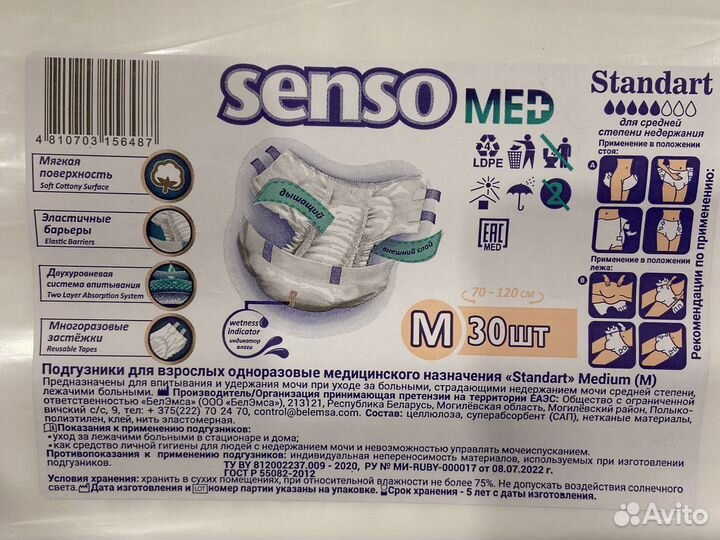 4 810703 156487
Мягкая
поверхность
Soft Cottony Surface
Эластичные
барьеры
Elastic Barriers
Двухуровневая
система впитывания
Two Layer Absorption System
Многоразовые
застёжки
Reusable Tapes
senso MED
дышащий
внешний слой
wetness
indicator
индикатор
влаги
4
LDPE
2
EAC
MED
70 - 120 см
M 30шт
Standart
для средней
степени недержания
Применение в положении
стоя:
A
Применение в положении
лежа:
B
Рекомендации по применению:
Подгузники для взрослых одноразовые медицинского назначения «Standart» Medium (M)
Предназначены для впитывания и удержания мочи при уходе за больными, страдающими недержанием мочи средней степени,
лежачими больными. Производитель/Организация принимающая претензии на территории ЕАЭС: Общество с ограниченной
ответственностью «БелЭмса» (ООО «БелЭмса»), 213121, Республика Беларусь, Могилёвская область, Могилёвский район, Полыко-
вичский с/с, 9, тел: + 375(222) 70 24 70, control@belemsa.com. Состав: целлюлоза, суперабсорбент (САП), нетканые материалы,
полиэтилен, клей, нить эластомерная.
Показания к применению подгузников:
•уход за лежачими больными в стационаре и дома;
•как средство личной гигиены для людей с недержанием мочи и невозможностью управлять мочеиспусканием.
Противопоказания к применению подгузников: индивидуальная непереносимость материалов, используемых при изготовлении
подгузников.
ТУ BY 812002237.009 - 2020, РУ № МИ-RUBY-000017 от 08.07.2022 г.
ГОСТ Р 55082-2012
Условия хранения: хранить в сухих помещениях, при относительной влажности не более 75%. Не допускать воздействия солнечного
света. Дата изготовления и LOT номер партии указаны на упаковке. Срок хранения - 5 лет с даты изготовления.
Avito